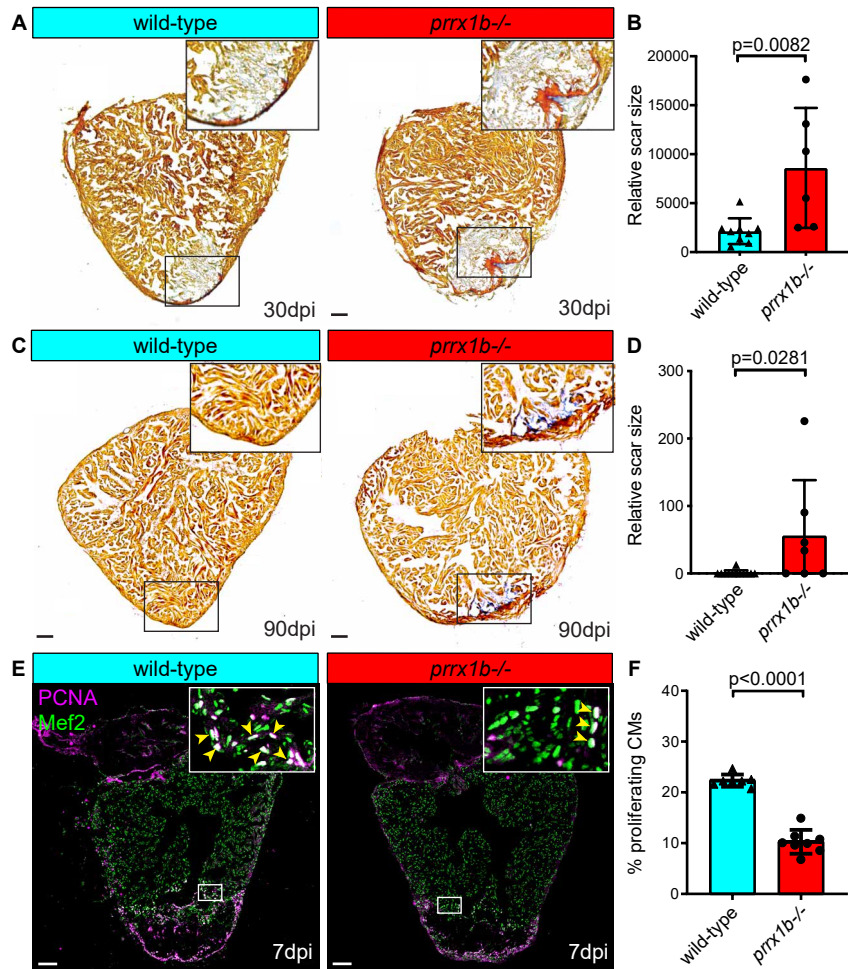 A
wild-type
prrx1b-/-
30dpi
30dpi
B
p=0.0082
20000
15000
10000
5000
0
Relative scar size
wild-type
prrx1b-/-
C
wild-type
prrx1b-/-
90dpi
90dpi
D
p=0.0281
300
200
100
0
Relative scar size
wild-type
prrx1b-/-
E
wild-type
prrx1b-/-
PCNA
Mef2
7dpi
7dpi
F
p<0.0001
40
30
20
10
0
% proliferating CMs
wild-type
prrx1b-/-